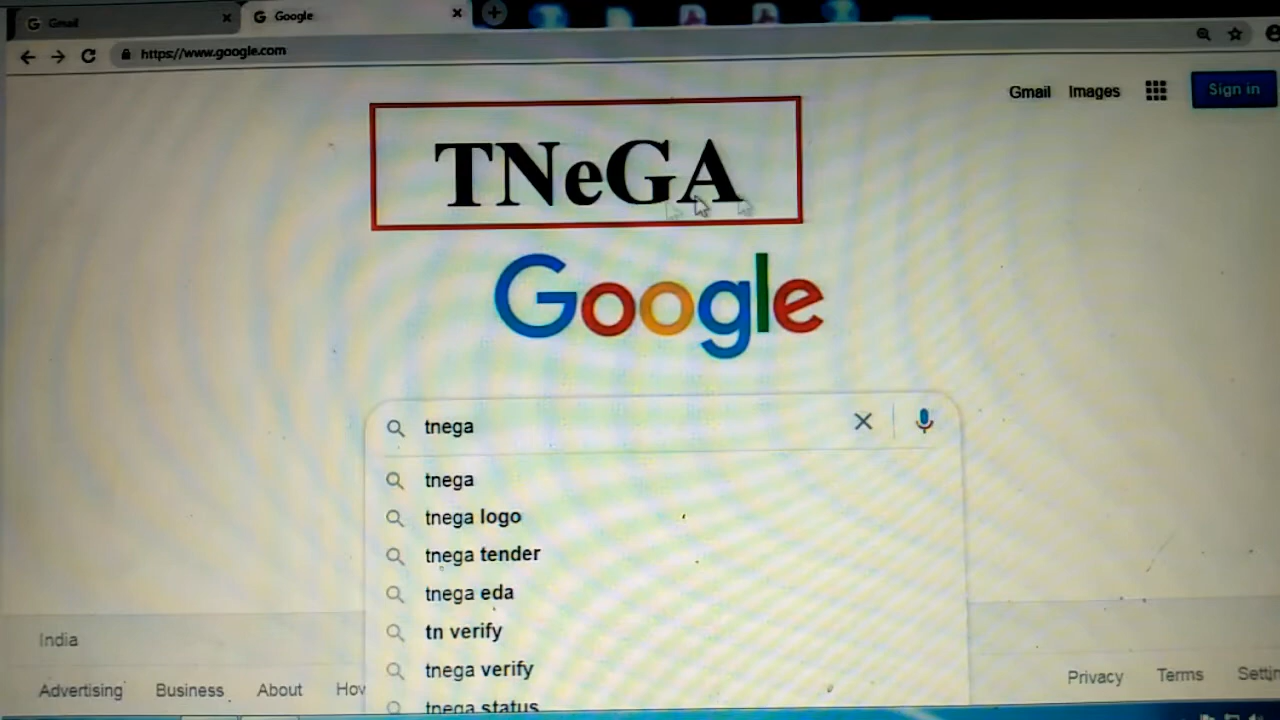 Gmail
Google
https://www.google.com
Gmail Images Sign in
TNeGA
Google
tnega
tnega
tnega logo
tnega tender
tnega eda
tn verify
tnega verify
tnega status
India
Advertising Business About
Privacy Terms